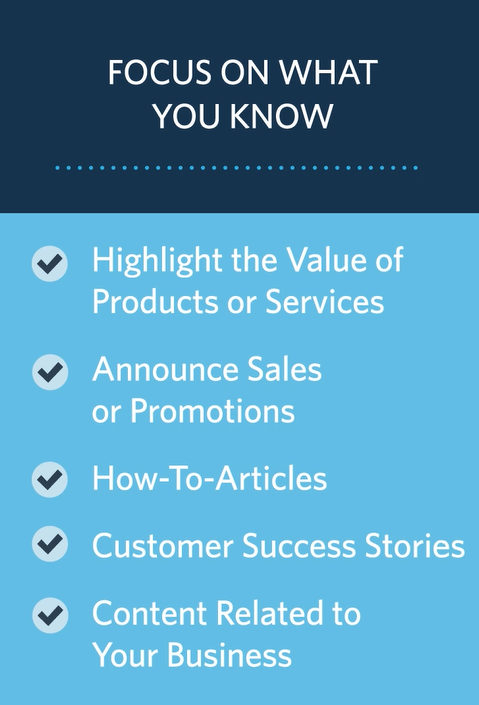 FOCUS ON WHAT
YOU KNOW
Highlight the Value of
Products or Services
Announce Sales
or Promotions
How-To-Articles
Customer Success Stories
Content Related to
Your Business